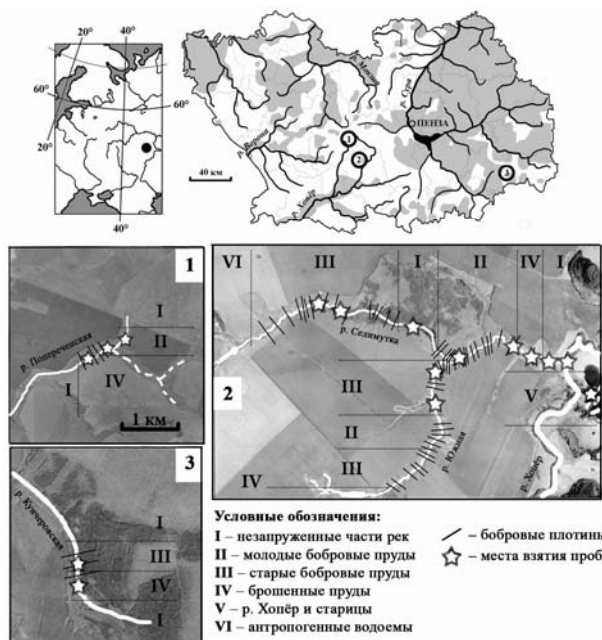 20° 40° 40°
60°
60°
20°
40°
р. Мокша
р. Сура
ПЕНЗА
р. Ворона
р. Хопёр
1
2
3
40 км
1
I
II
р. Попереченская
I
IV
1 км
VI
III
I
II
IV
I
р. Селимутка
III
V
2
II
р. Южная
IV
III
р. Хопёр
3
р. Кунчеровская
I
III
IV
I
Условные обозначения:
I – незапруженные части рек
II – молодые бобровые пруды
III – старые бобровые пруды
IV – брошенные пруды
V – р. Хопёр и старицы
VI – антропогенные водоемы
– бобровые плотины
– места взятия проб